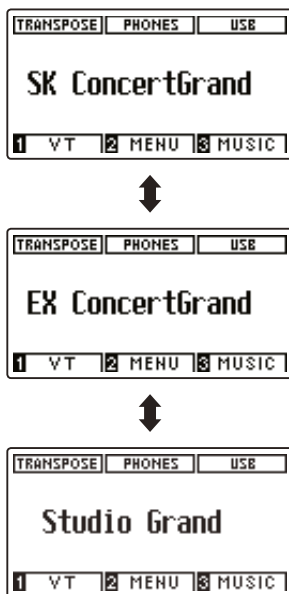 TRANSPOSE PHONES USB
SK ConcertGrand
1 VT 2 MENU 3 MUSIC
TRANSPOSE PHONES USB
EX ConcertGrand
1 VT 2 MENU 3 MUSIC
TRANSPOSE PHONES USB
Studio Grand
1 VT 2 MENU 3 MUSIC